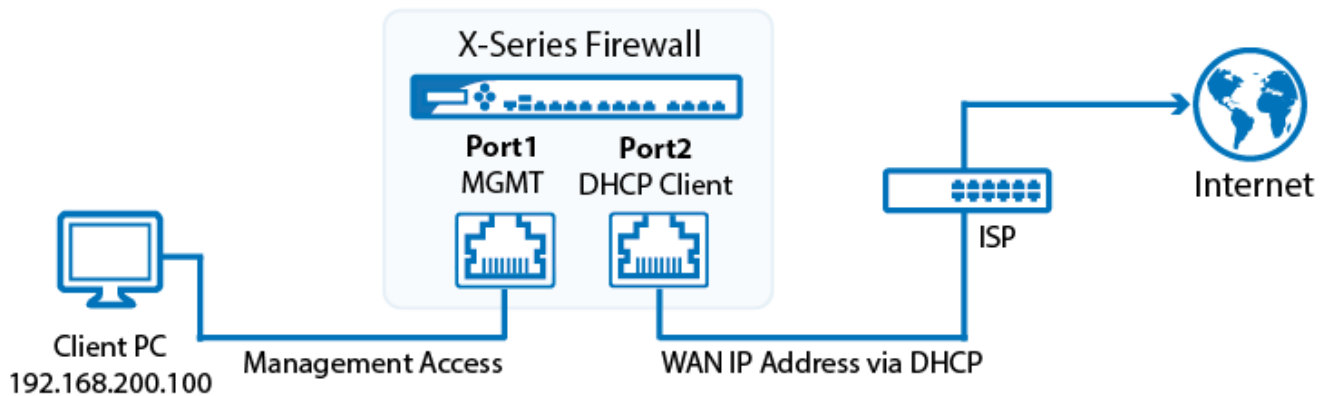 X-Series Firewall
Port1
MGMT
Port2
DHCP Client
Internet
ISP
Client PC
192.168.200.100
Management Access
WAN IP Address via DHCP